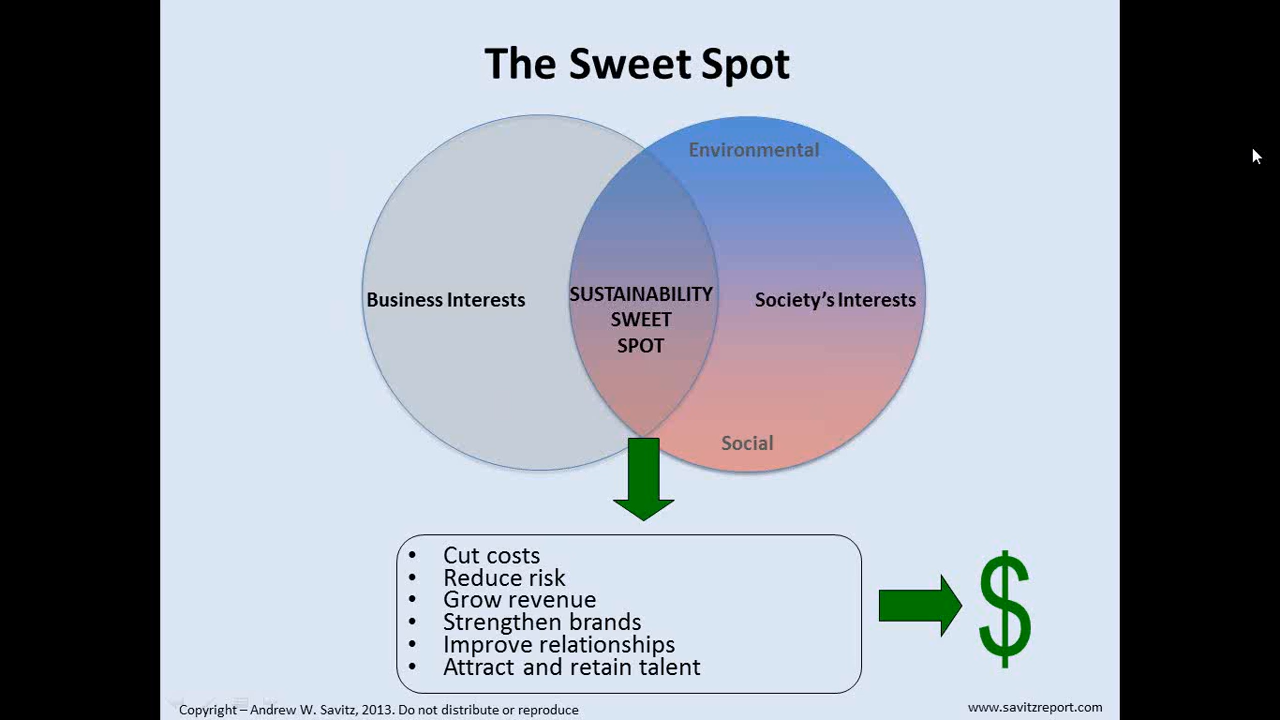 The Sweet Spot
Environmental
Business Interests
SUSTAINABILITY
SWEET
SPOT
Society's Interests
Social
• Cut costs
• Reduce risk
• Grow revenue
• Strengthen brands
• Improve relationships
• Attract and retain talent
$
Copyright – Andrew W. Savitz, 2013. Do not distribute or reproduce
www.savitzreport.com